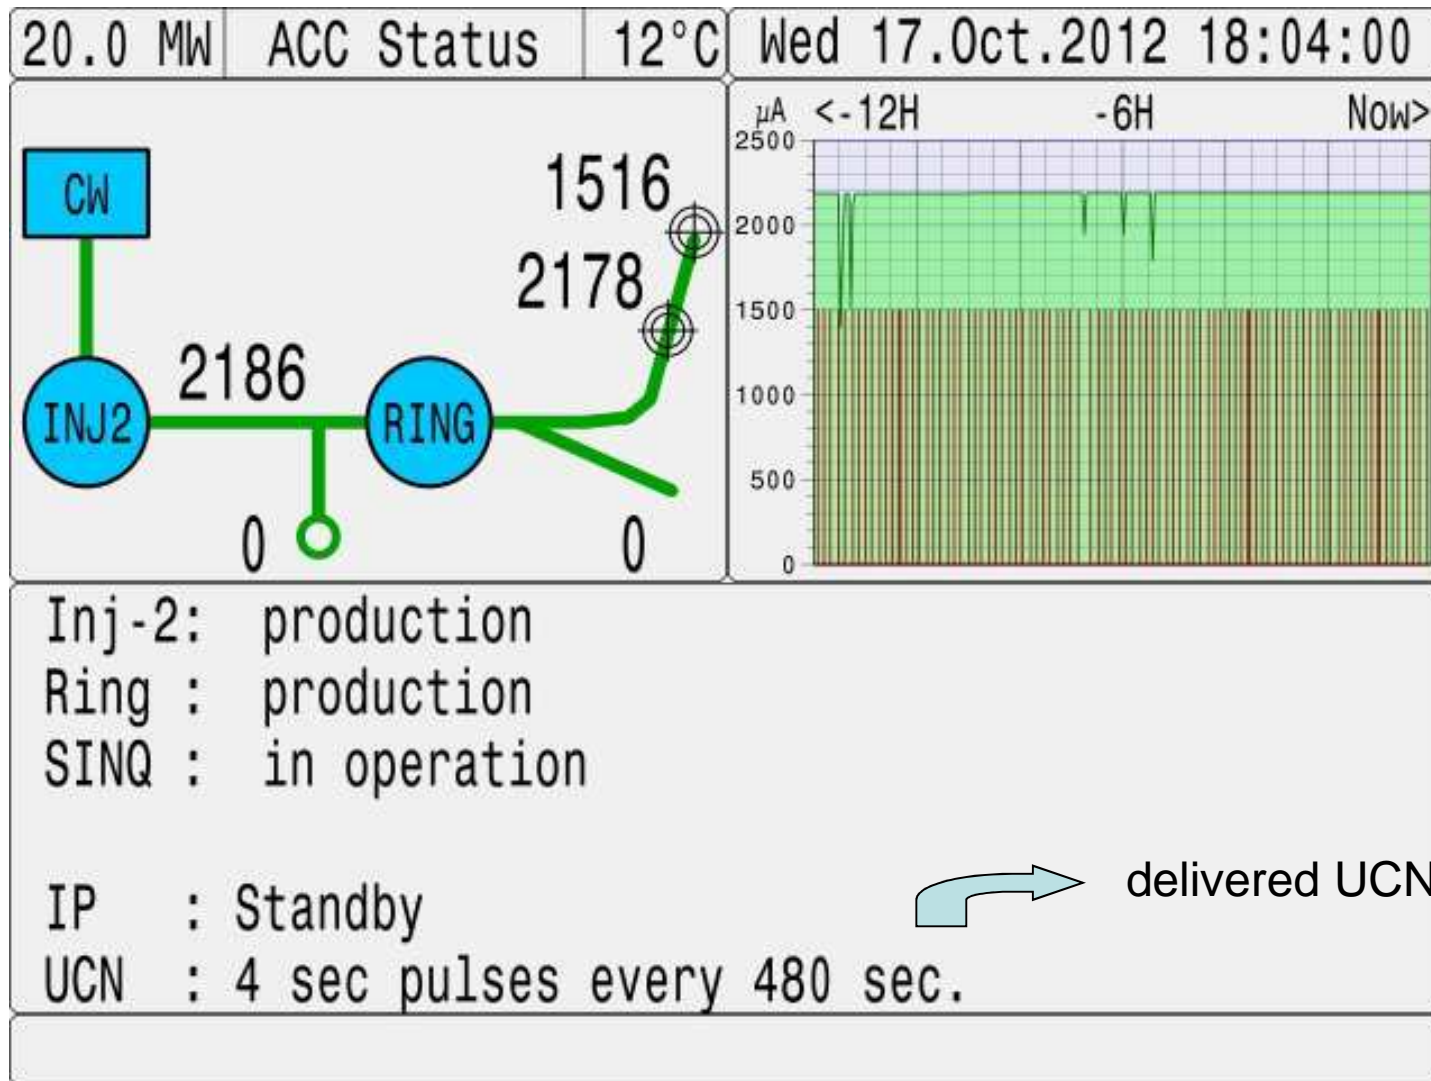 20.0 MW ACC Status 12°C Wed 17.Oct.2012 18:04:00
CW
1516
2178
2186
INJ2
RING
0
0
µA <-12H -6H Now>
2500
2000
1500
1000
500
0
Inj-2: production
Ring : production
SINQ : in operation
IP : Standby
delivered UCN
UCN : 4 sec pulses every 480 sec.